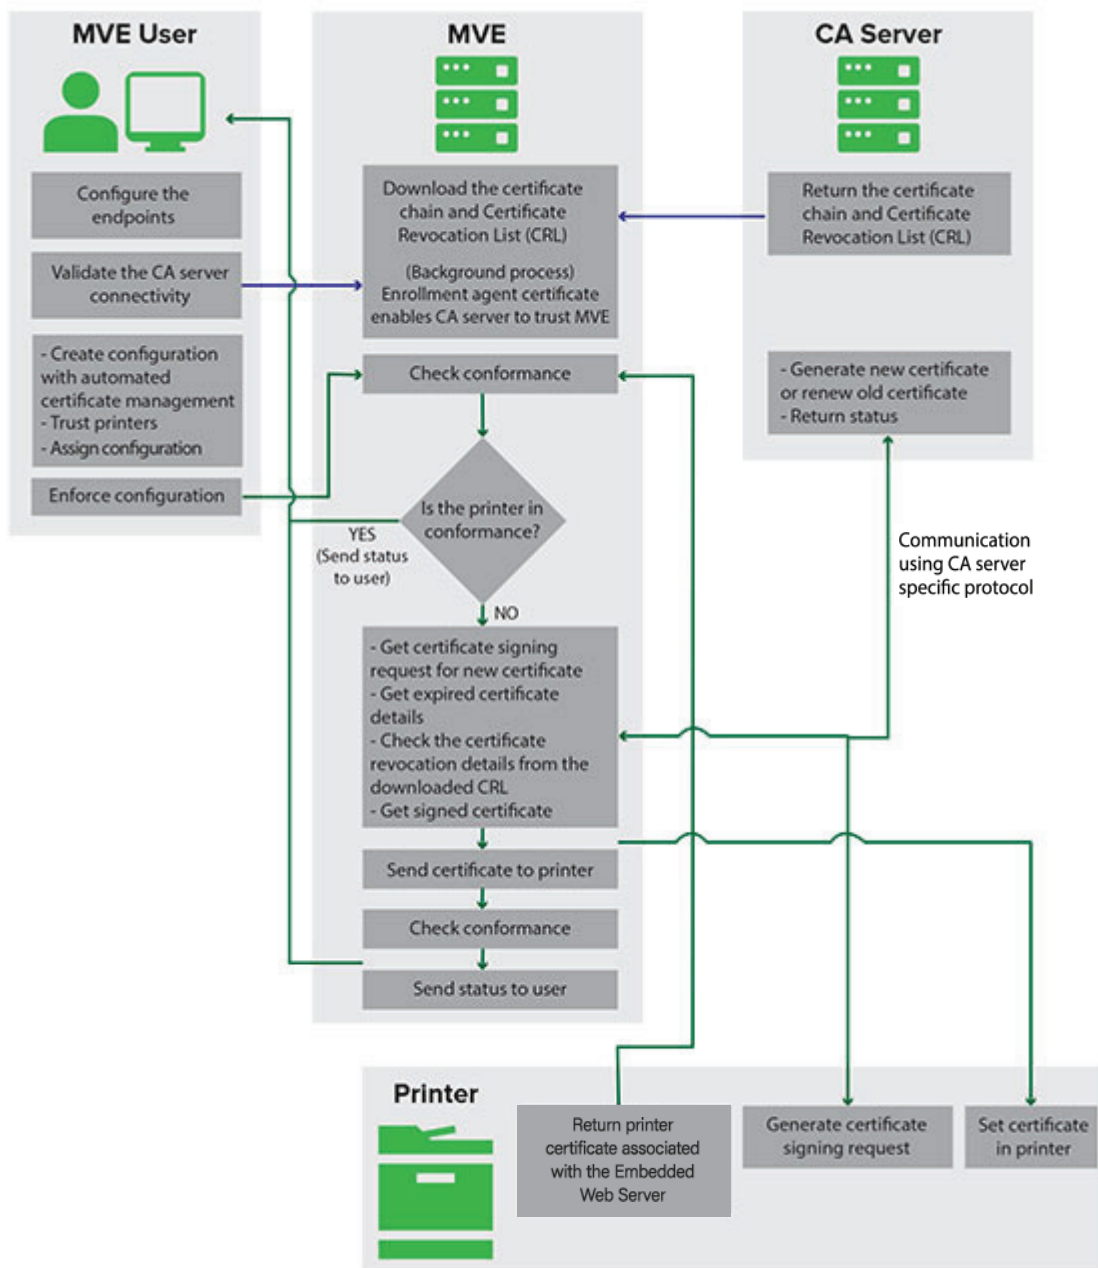 MVE User
Configure the
endpoints
Validate the CA server
connectivity
- Create configuration
with automated
certificate management
- Trust printers
- Assign configuration
Enforce configuration
MVE
Download the certificate
chain and Certificate
Revocation List (CRL)
(Background process)
Enrollment agent certificate
enables CA server to trust MVE
Check conformance
Is the printer in
conformance?
YES
(Send status
to user)
NO
- Get certificate signing
request for new certificate
- Get expired certificate
details
- Check the certificate
revocation details from the
downloaded CRL
- Get signed certificate
Send certificate to printer
Check conformance
Send status to user
CA Server
Return the certificate
chain and Certificate
Revocation List (CRL)
- Generate new certificate
or renew old certificate
- Return status
Communication
using CA server
specific protocol
Printer
Return printer
certificate associated
with the Embedded
Web Server
Generate certificate
signing request
Set certificate
in printer